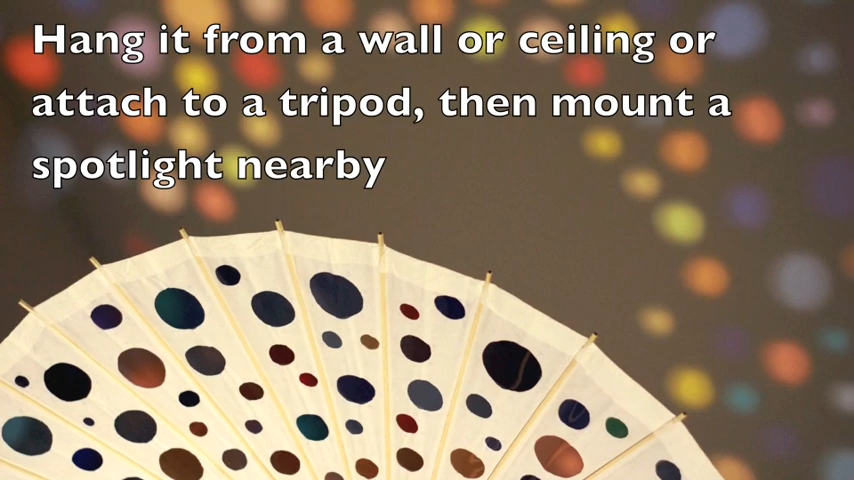 Hang it from a wall or ceiling or
attach to a tripod, then mount a
spotlight nearby